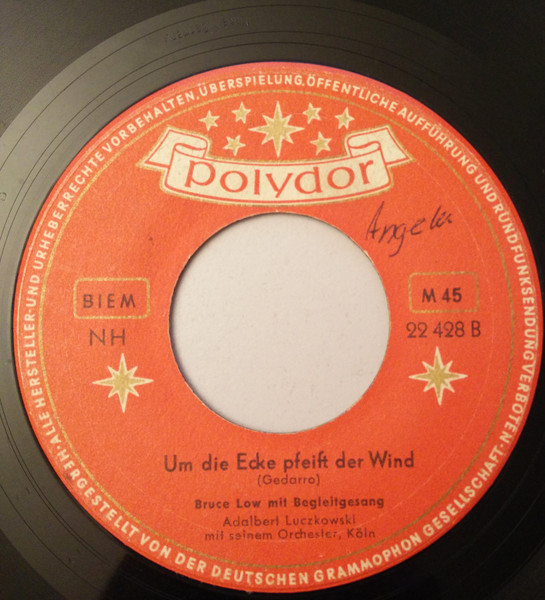 ALLE HERSTELLER-UND URHEBERRECHTE VORBEHALTEN, ÜBERSPIELUNG, ÖFFENTLICHE AUFFÜHRUNG UND RUNDFUNKSENDUNG VERBOTEN
polydor
Angela
BIEM
M 45
NH
22 428 B
Um die Ecke pfeift der Wind
(Gedarro)
Bruce Low mit Begleitgesang
Adalbert Luczkowski
mit seinem Orchester, Köln
HERGESTELLT VON DER DEUTSCHEN GRAMMOPHON GESELLSCHAFT